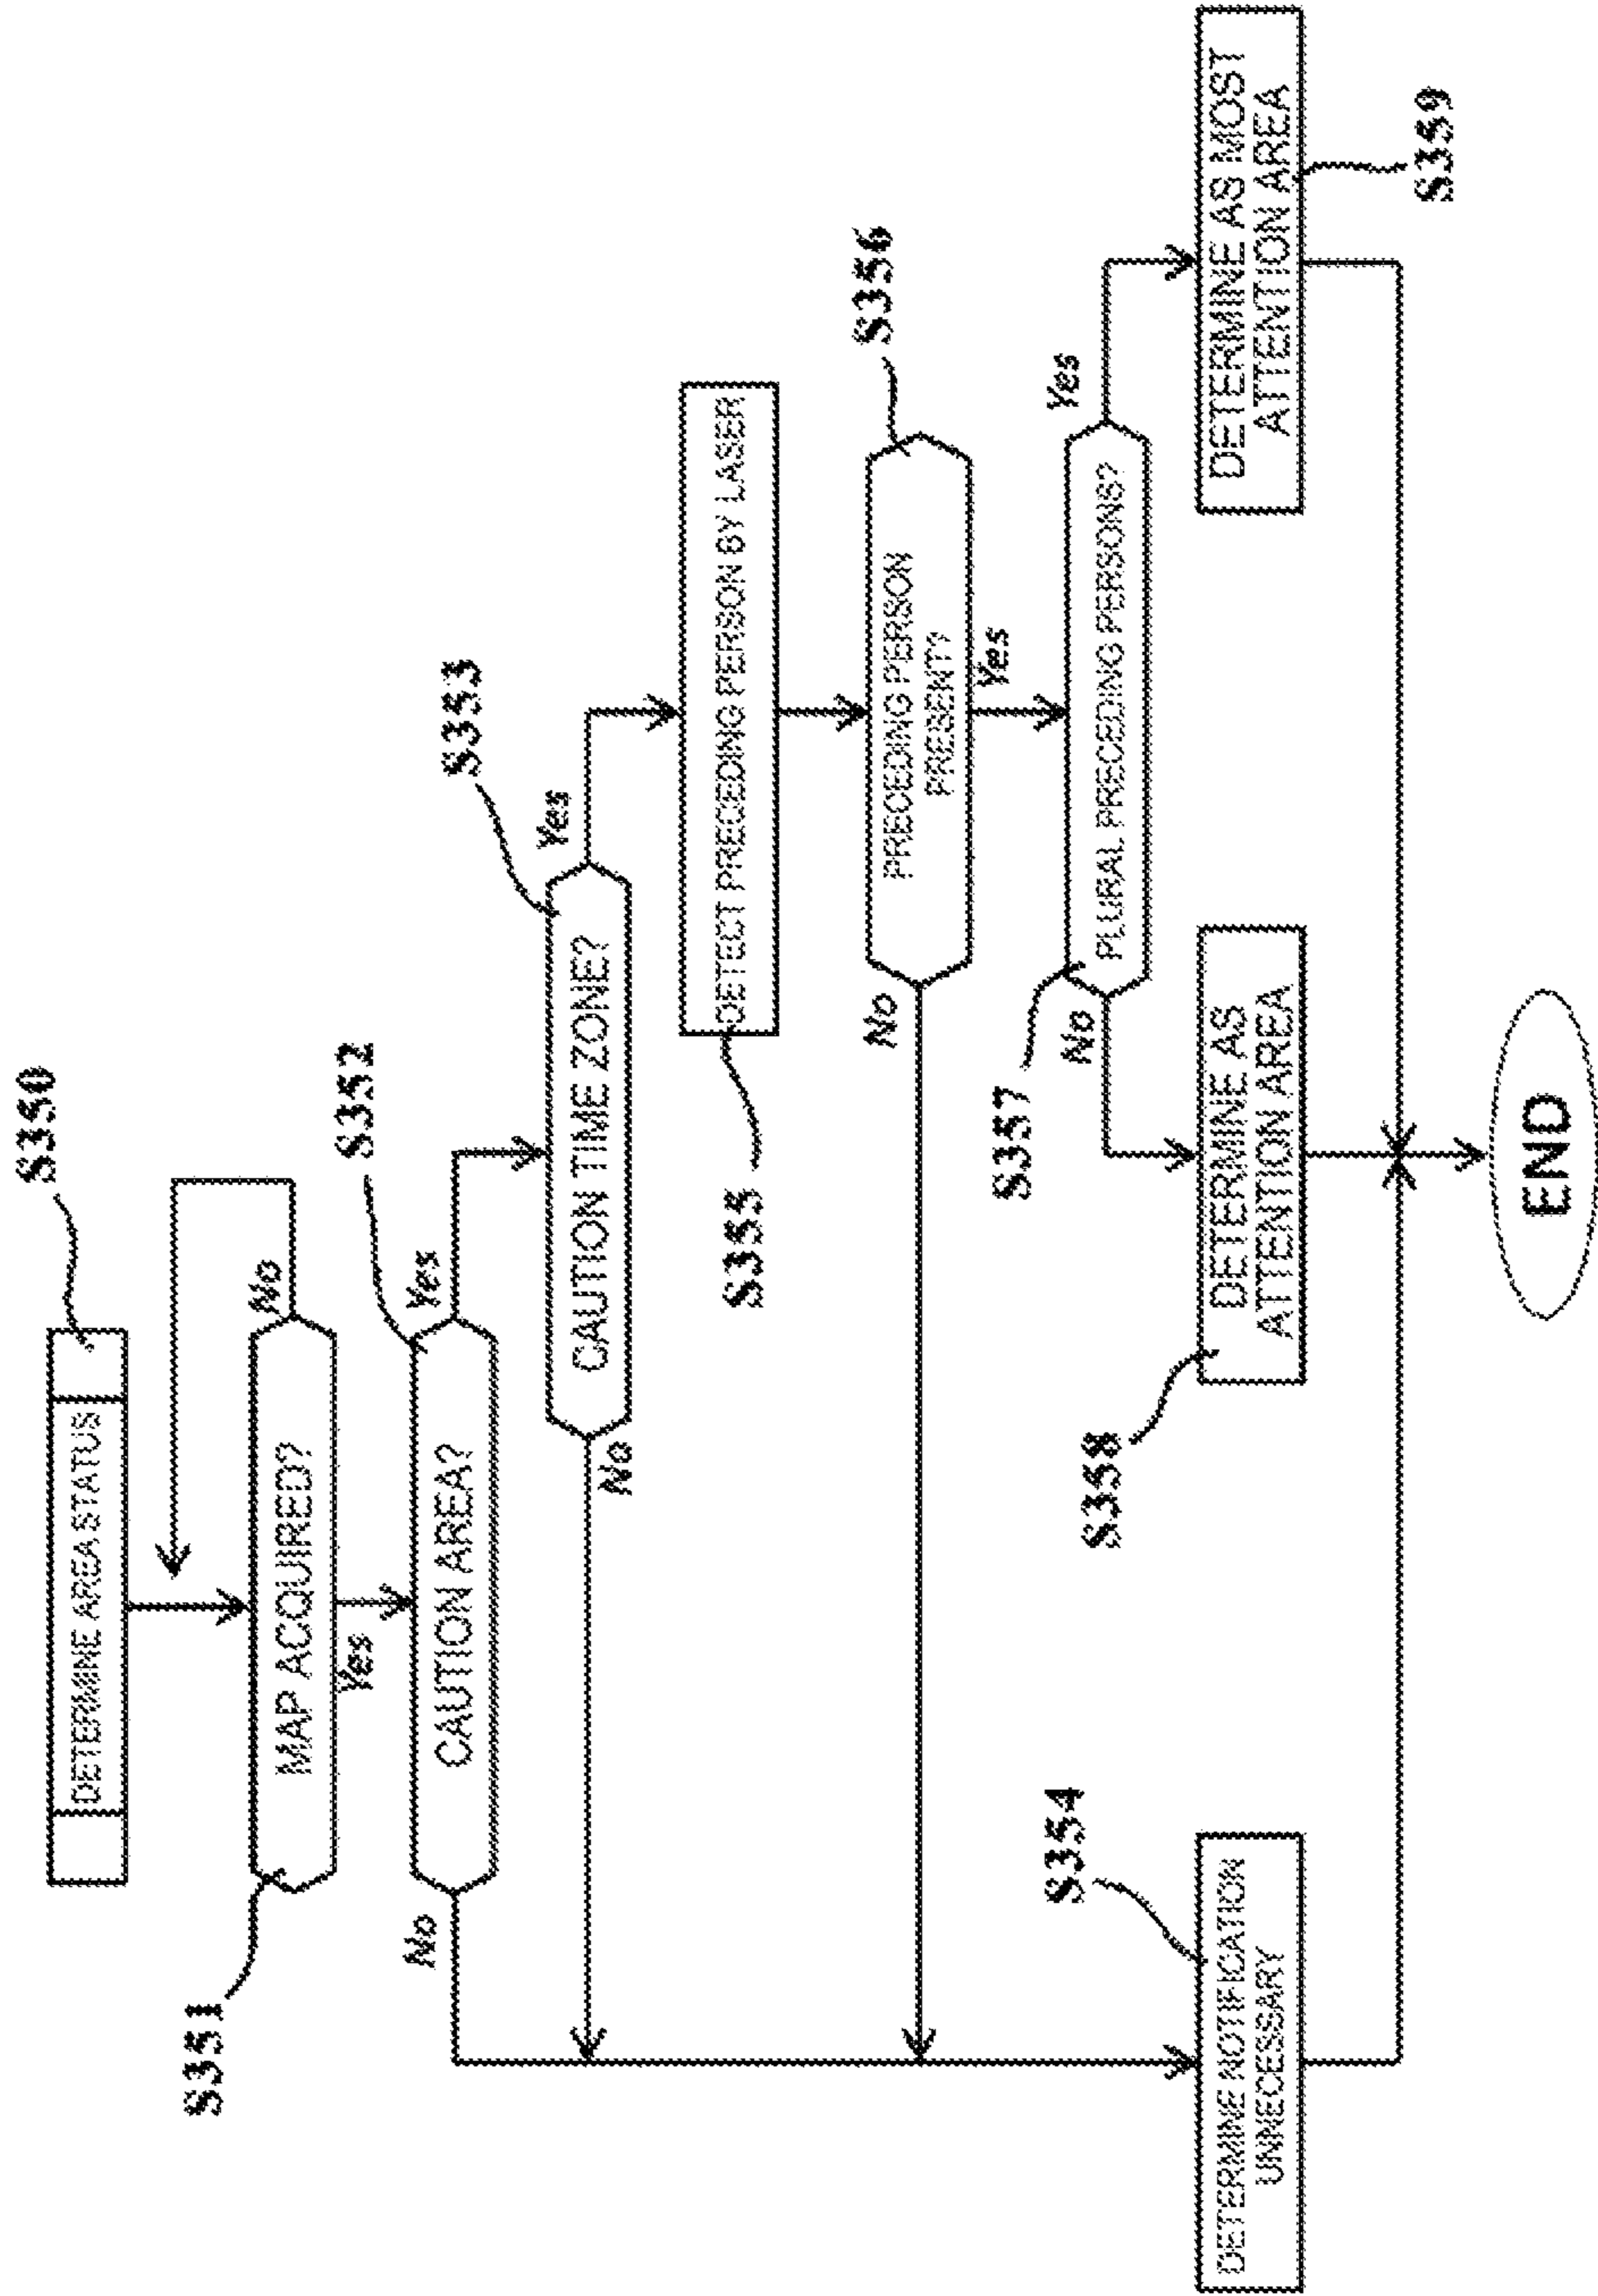 S350
DETERMINE AREA STATUS
S351
MAP ACQUIRED?
No
Yes
S352
CAUTION AREA?
No
Yes
S353
CAUTION TIME ZONE?
No
Yes
S355
DETECT PRECEDING PERSON BY LASER
S356
PRECEDING PERSON
PRESENT?
No
Yes
S357
PLURAL PRECEDING PERSONS?
No
Yes
S354
DETERMINE NOTIFICATION
UNNECESSARY
S358
DETERMINE AS
ATTENTION AREA
DETERMINE AS MOST
ATTENTION AREA
S359
END